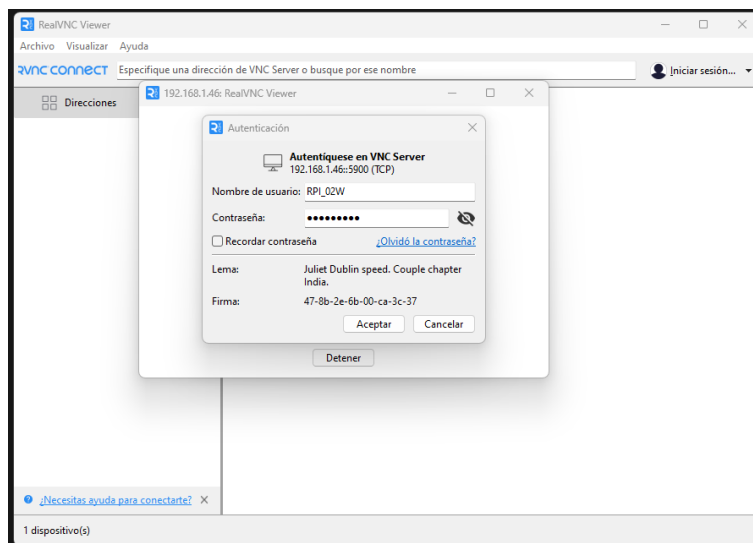 RealVNC Viewer
Archivo Visualizar Ayuda
RVNC CONNECT Especifique una dirección de VNC Server o busque por ese nombre Iniciar sesión...
Direcciones
192.168.1.46: RealVNC Viewer
Autenticación
Autentíquese en VNC Server
192.168.1.46::5900 (TCP)
Nombre de usuario: RPI_02W
Contraseña: •••••••••
Recordar contraseña ¿Olvidó la contraseña?
Lema: Juliet Dublin speed. Couple chapter
India.
Firma: 47-8b-2e-6b-00-ca-3c-37
Aceptar Cancelar
Detener
¿Necesitas ayuda para conectarte?
1 dispositivo(s)